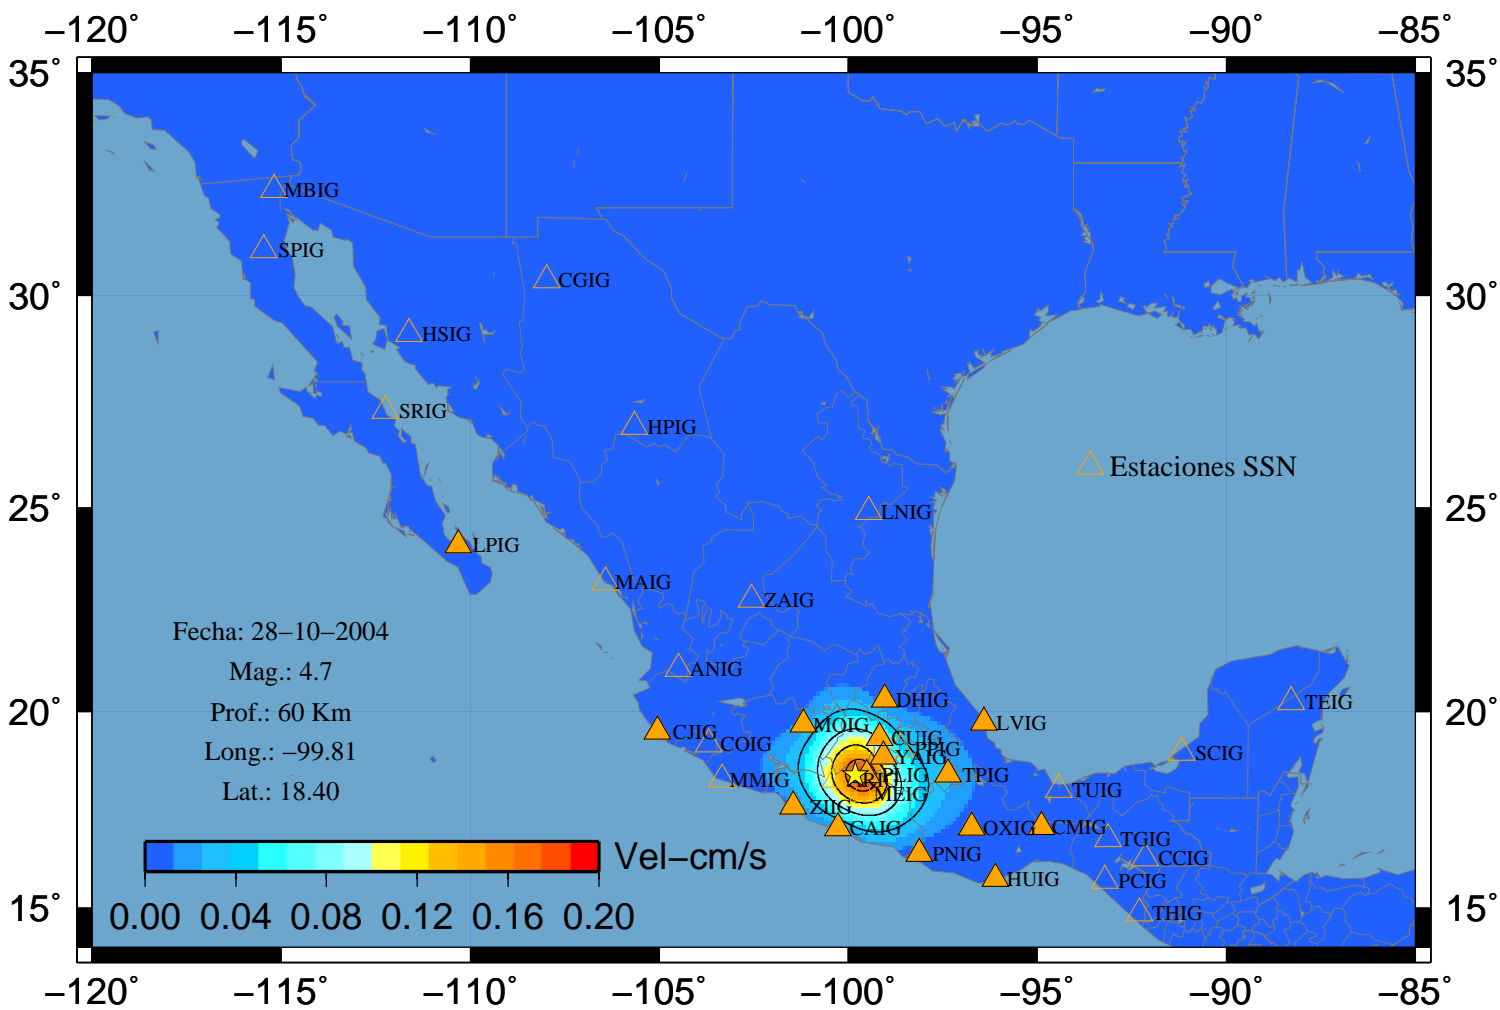 −120° −115° −110° −105° −100° −95° −90° −85°
35° 35°
MBIG
SPIG
CGIG
30° 30°
HSIG
SRIG
HPIG
Estaciones SSN
25° LNIG 25°
LPIG
MAIG
ZAIG
Fecha: 28−10−2004
Mag.: 4.7
ANIG
DHIG
TEIG
Prof.: 60 Km
20° 20°
MOIG
LVIG
CJIG
CUIG
COIG
PPIG
Long.: −99.81
SCIG
YAIG
PLIG
TPIG
MMIG
Lat.: 18.40
TUIG
MEIG
ZIIG
CAIG
OXIG
CMIG
TGIG
PNIG
CCIG
Vel−cm/s
HUIG
PCIG
15° 15°
THIG
0.00 0.04 0.08 0.12 0.16 0.20
−120° −115° −110° −105° −100° −95° −90° −85°